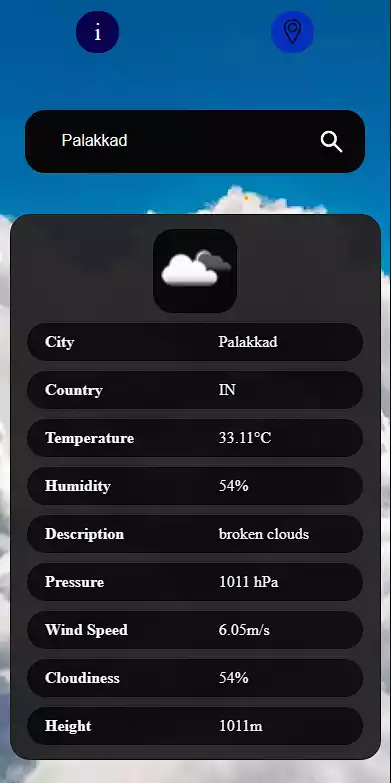 i
Palakkad
City Palakkad
Country IN
Temperature 33.11°C
Humidity 54%
Description broken clouds
Pressure 1011 hPa
Wind Speed 6.05m/s
Cloudiness 54%
Height 1011m